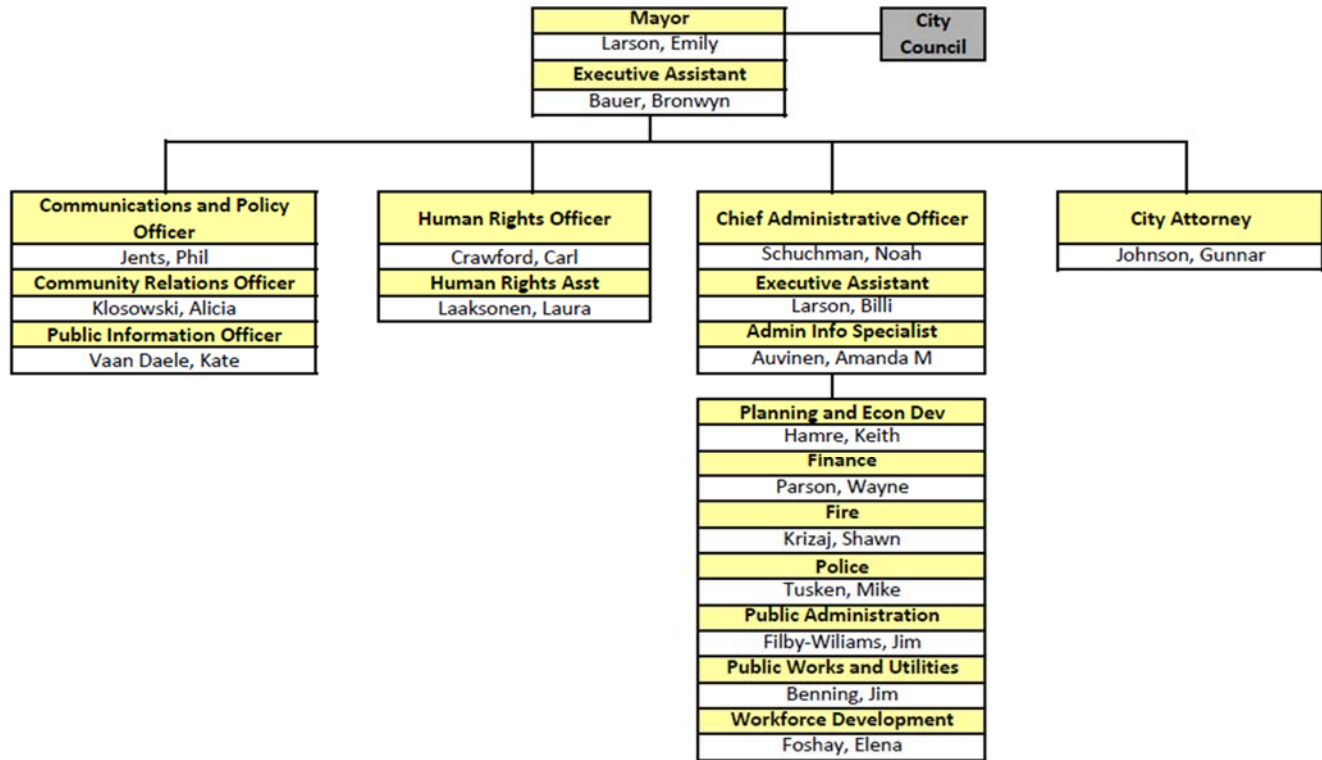 Mayor
Larson, Emily
Executive Assistant
Bauer, Bronwyn
City
Council
Communications and Policy
Officer
Jents, Phil
Community Relations Officer
Klosowski, Alicia
Public Information Officer
Vaan Daele, Kate
Human Rights Officer
Crawford, Carl
Human Rights Asst
Laaksonen, Laura
Chief Administrative Officer
Schuchman, Noah
Executive Assistant
Larson, Billi
Admin Info Specialist
Auvinen, Amanda M
City Attorney
Johnson, Gunnar
Planning and Econ Dev
Hamre, Keith
Finance
Parson, Wayne
Fire
Krizaj, Shawn
Police
Tusken, Mike
Public Administration
Filby-Wiliams, Jim
Public Works and Utilities
Benning, Jim
Workforce Development
Foshay, Elena